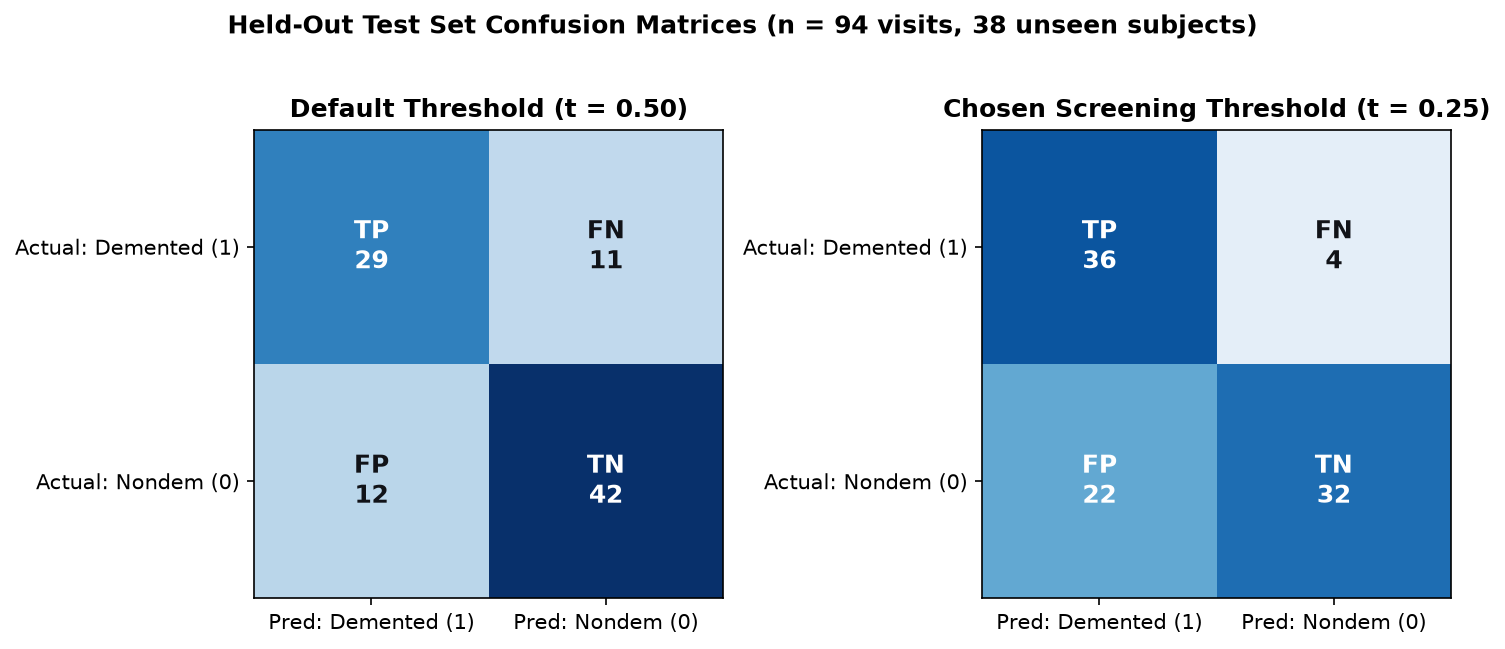 Held-Out Test Set Confusion Matrices (n = 94 visits, 38 unseen subjects)
Default Threshold (t = 0.50)
Actual: Demented (1)
TP
29
FN
11
Actual: Nondem (0)
FP
12
TN
42
Pred: Demented (1)
Pred: Nondem (0)
Chosen Screening Threshold (t = 0.25)
Actual: Demented (1)
TP
36
FN
4
Actual: Nondem (0)
FP
22
TN
32
Pred: Demented (1)
Pred: Nondem (0)